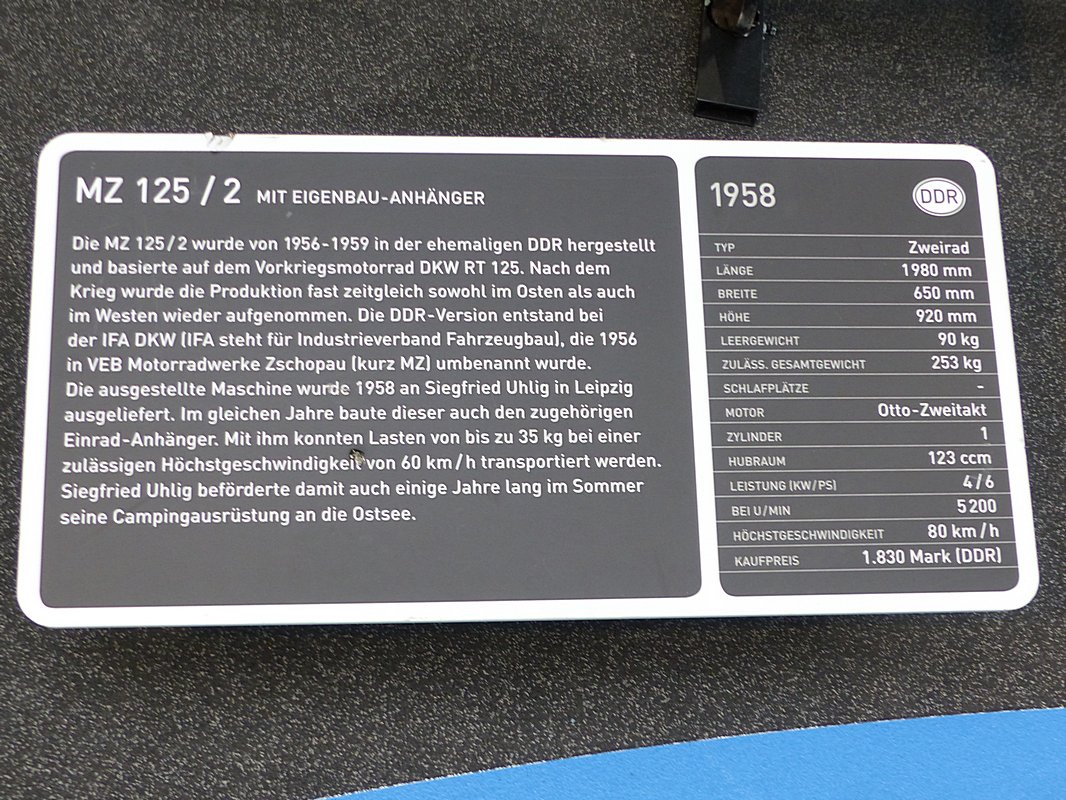 MZ 125 / 2 MIT EIGENBAU-ANHÄNGER
Die MZ 125/2 wurde von 1956-1959 in der ehemaligen DDR hergestellt
und basierte auf dem Vorkriegsmotorrad DKW RT 125. Nach dem
Krieg wurde die Produktion fast zeitgleich sowohl im Osten als auch
im Westen wieder aufgenommen. Die DDR-Version entstand bei
der IFA DKW (IFA steht für Industrieverband Fahrzeugbau), die 1956
in VEB Motorradwerke Zschopau (kurz MZ) umbenannt wurde.
Die ausgestellte Maschine wurde 1958 an Siegfried Uhlig in Leipzig
ausgeliefert. Im gleichen Jahre baute dieser auch den zugehörigen
Einrad-Anhänger. Mit ihm konnten Lasten von bis zu 35 kg bei einer
zulässigen Höchstgeschwindigkeit von 60 km/h transportiert werden.
Siegfried Uhlig beförderte damit auch einige Jahre lang im Sommer
seine Campingausrüstung an die Ostsee.
1958 DDR
TYP Zweirad
LÄNGE 1980 mm
BREITE 650 mm
HÖHE 920 mm
LEERGEWICHT 90 kg
ZULÄSS. GESAMTGEWICHT 253 kg
SCHLAFPLÄTZE -
MOTOR Otto-Zweitakt
ZYLINDER 1
HUBRAUM 123 ccm
LEISTUNG (KW/PS) 4/6
BEI U/MIN 5200
HÖCHSTGESCHWINDIGKEIT 80 km/h
KAUFPREIS 1.830 Mark (DDR)